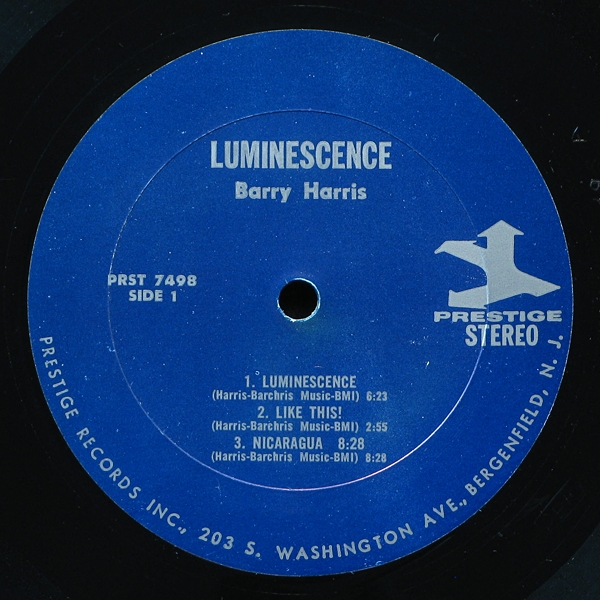 LUMINESCENCE
Barry Harris
PRST 7498
SIDE 1
PRESTIGE
STEREO
1. LUMINESCENCE
(Harris-Barchris Music-BMI) 6:23
2. LIKE THIS!
(Harris-Barchris Music-BMI) 2:55
3. NICARAGUA 8:28
(Harris-Barchris Music-BMI) 8:28
PRESTIGE RECORDS INC., 203 S. WASHINGTON AVE., BERGENFIELD, N. J.